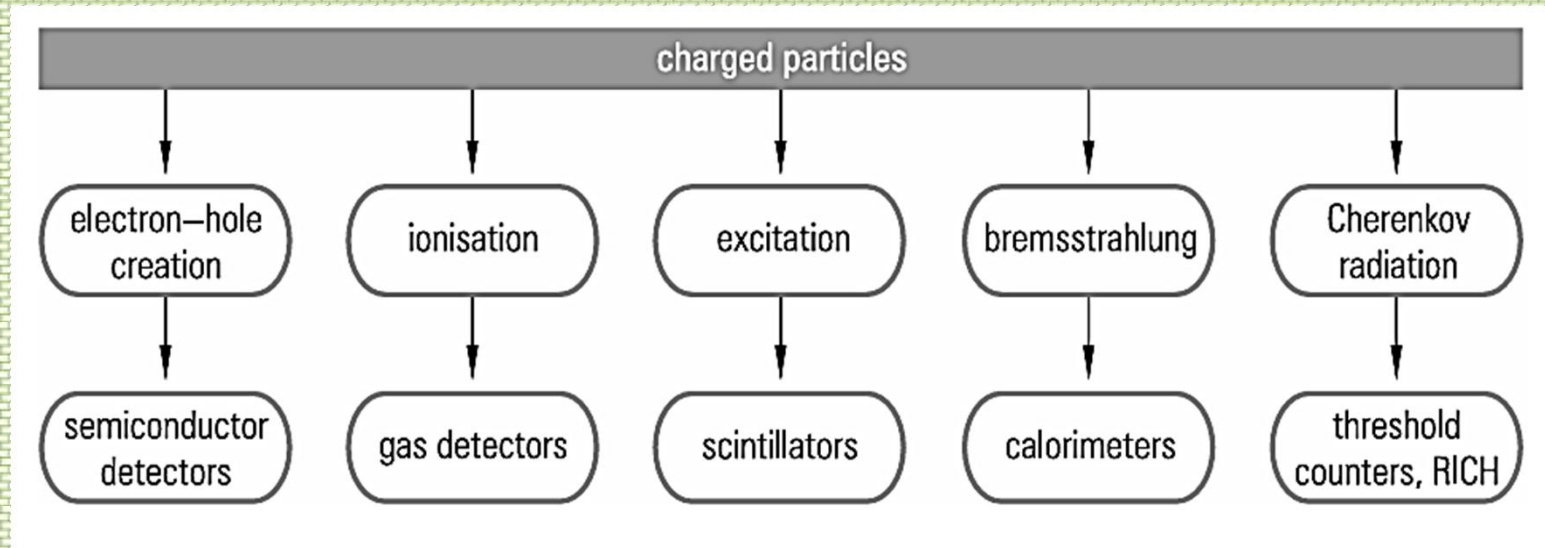 charged particles
electron–hole
creation
ionisation
excitation
bremsstrahlung
Cherenkov
radiation
semiconductor
detectors
gas detectors
scintillators
calorimeters
threshold
counters, RICH